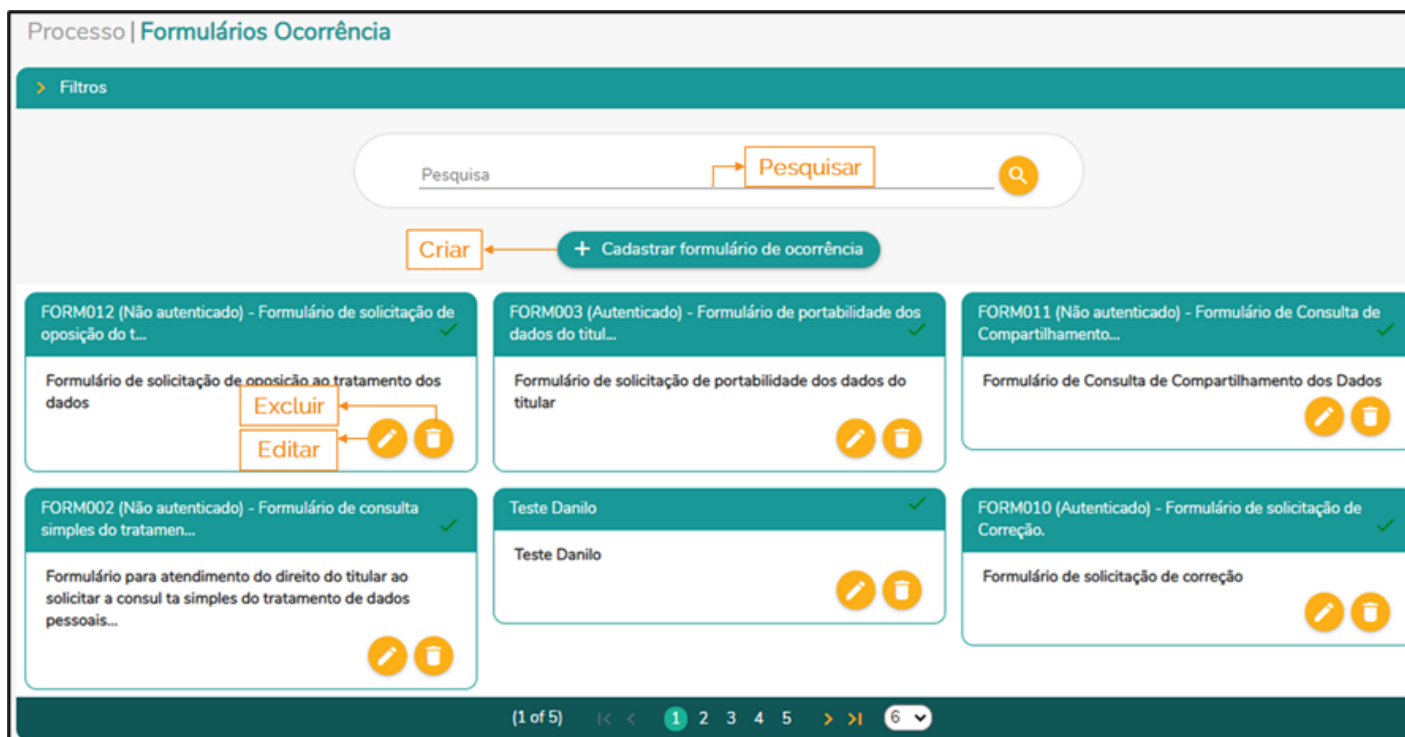 Processo | Formulários Ocorrência
Filtros
Pesquisa
Pesquisar
Criar
+ Cadastrar formulário de ocorrência
FORM012 (Não autenticado) - Formulário de solicitação de
oposição do t...
Formulário de solicitação de oposição ao tratamento dos
dados
Excluir
Editar
FORM003 (Autenticado) - Formulário de portabilidade dos
dados do titul...
Formulário de solicitação de portabilidade dos dados do
titular
FORM011 (Não autenticado) - Formulário de Consulta de
Compartilhamento...
Formulário de Consulta de Compartilhamento dos Dados
FORM002 (Não autenticado) - Formulário de consulta
simples do tratamen...
Formulário para atendimento do direito do titular ao
solicitar a consul ta simples do tratamento de dados
pessoais...
Teste Danilo
Teste Danilo
FORM010 (Autenticado) - Formulário de solicitação de
Correção.
Formulário de solicitação de correção
(1 of 5) 1 2 3 4 5 6